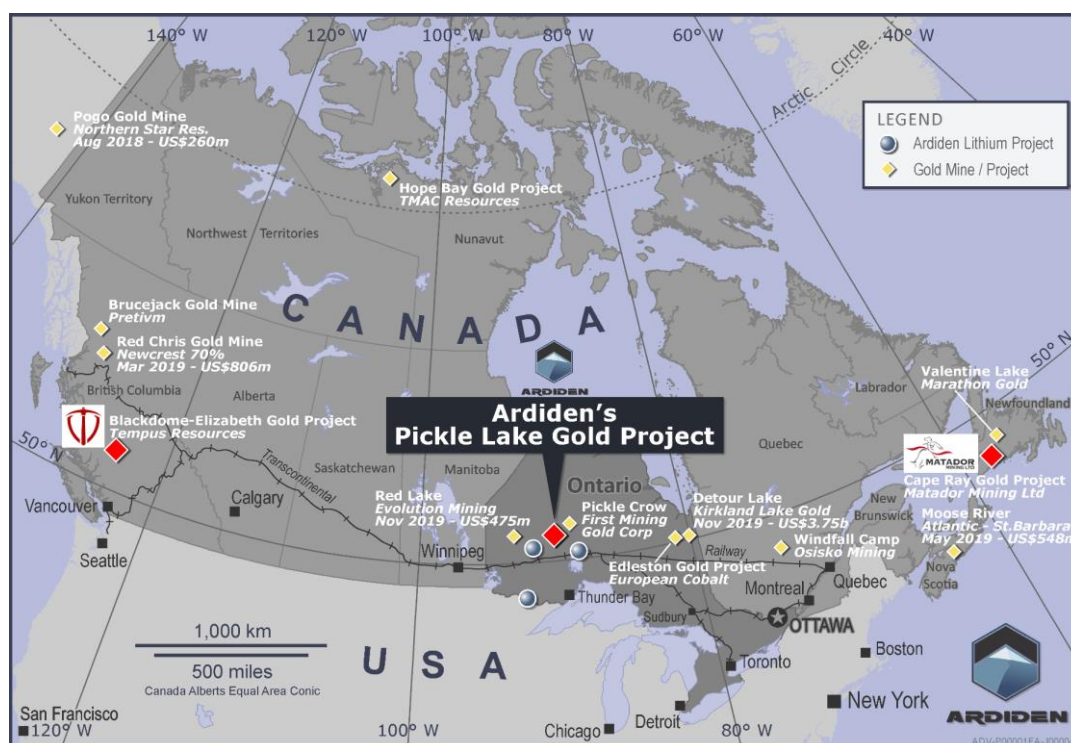 140° W
120° W
100° W
80° W
60° W
40° W
Arctic Circle
Pogo Gold Mine
Northern Star Res.
Aug 2018 - US$260m
LEGEND
Ardiden Lithium Project
Gold Mine / Project
Yukon Territory
Hope Bay Gold Project
TMAC Resources
Northwest Territories
Nunavut
CANADA
Brucejack Gold Mine
Pretivm
Red Chris Gold Mine
Newcrest 70%
Mar 2019 - US$806m
British Columbia
Alberta
ARDIDEN
Ardiden's
Pickle Lake Gold Project
50° N
Valentine Lake
Marathon Gold
Labrador
Newfoundland
Blackdome-Elizabeth Gold Project
Tempus Resources
50° N
Saskatchewan
Manitoba
Quebec
MATADOR
MINING LTD
Cape Ray Gold Project
Matador Mining Ltd
Transcontinental
Ontario
Red Lake
Evolution Mining
Nov 2019 - US$475m
Pickle Crow
First Mining
Gold Corp
Detour Lake
Kirkland Lake Gold
Nov 2019 - US$3.75b
New
Brunswick
Moose River
Atlantic - St.Barbara
May 2019 - US$548m
Vancouver
Calgary
Seattle
Winnipeg
Railway
Windfall Camp
Osisko Mining
Edleston Gold Project
European Cobalt
Quebec
Nova
Scotia
Montreal
Thunder Bay
Sudbury
OTTAWA
1,000 km
500 miles
Canada Alberts Equal Area Conic
USA
Toronto
Boston
New York
Detroit
Chicago
San Francisco
120° W
100° W
80° W
ARDIDEN